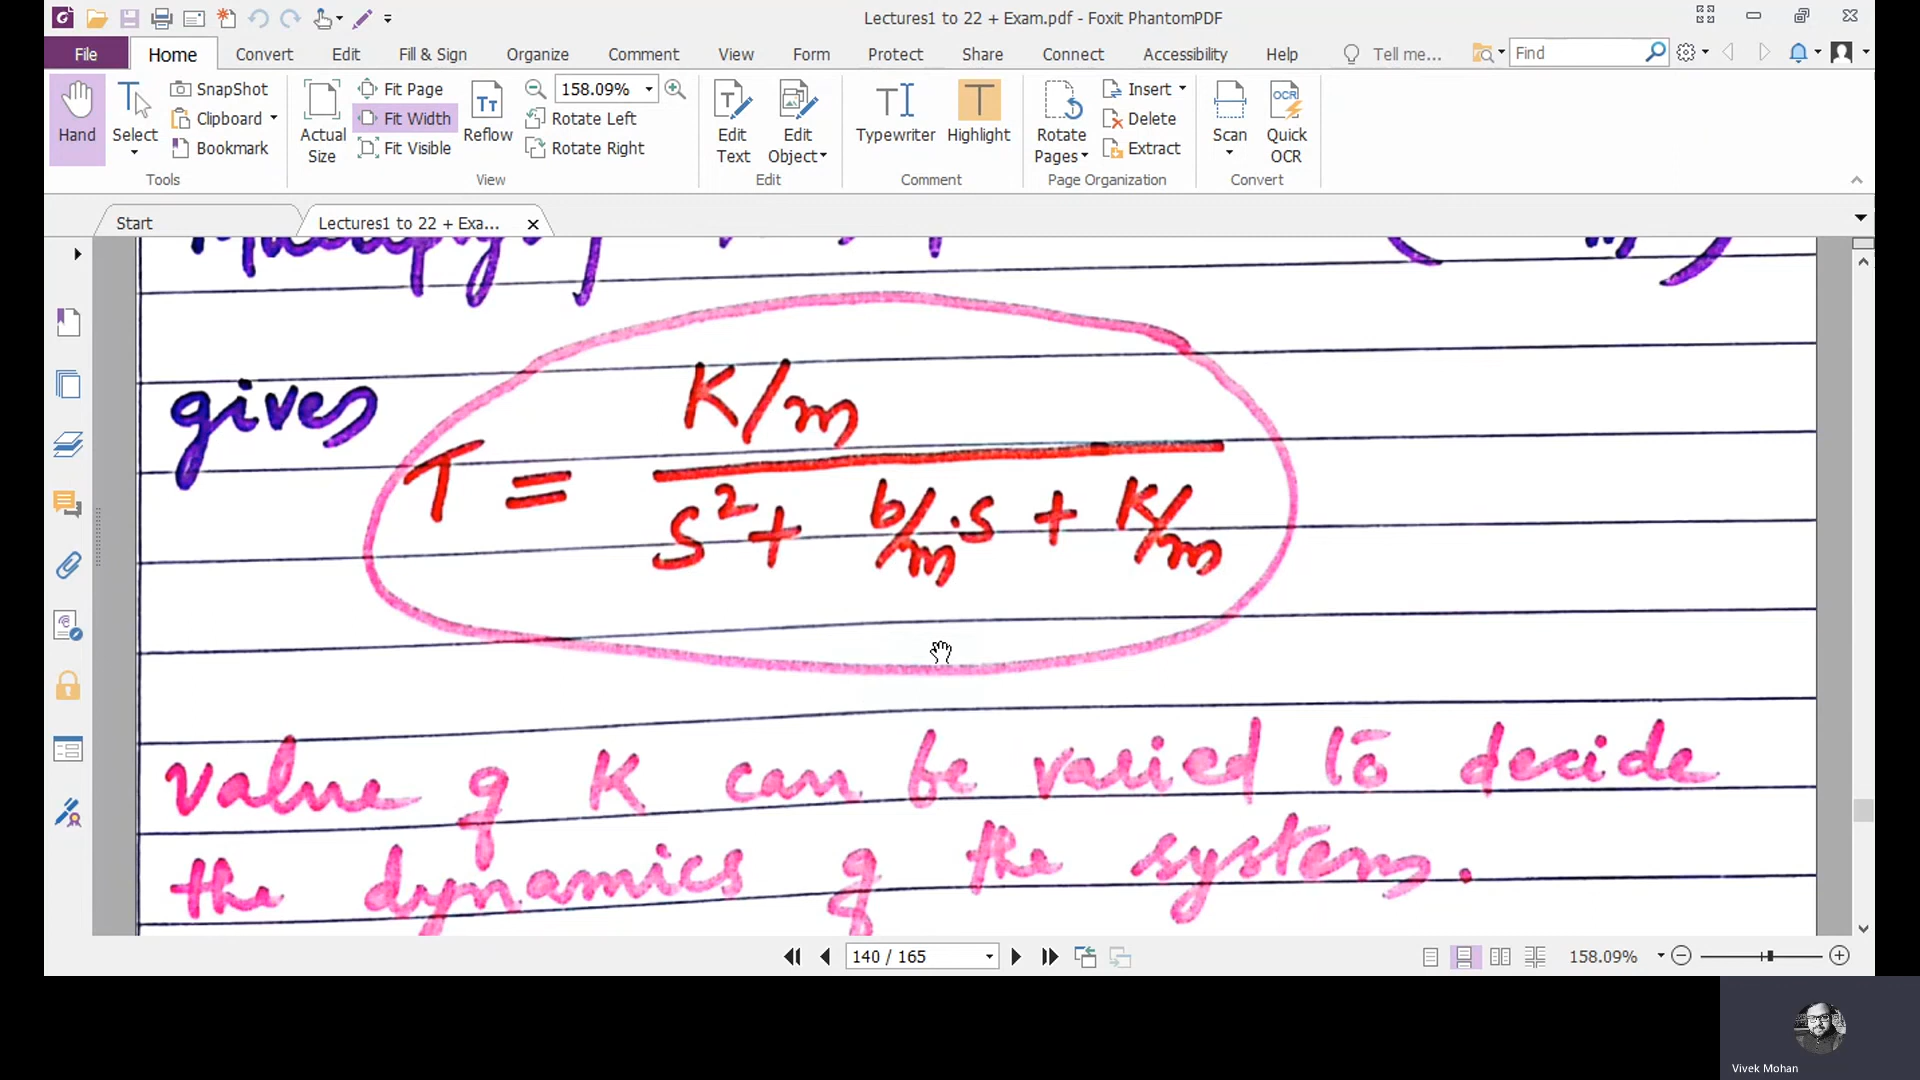 Lectures1 to 22 + Exam.pdf - Foxit PhantomPDF
File Home Convert Edit Fill & Sign Organize Comment View Form Protect Share Connect Accessibility Help Tell me... Find
Hand
Select
SnapShot
Clipboard
Bookmark
Tools
Actual Size
Fit Page
Fit Width
Fit Visible
Reflow
158.09%
Rotate Left
Rotate Right
View
Edit Text
Edit Object
Edit
Typewriter
Highlight
Comment
Rotate Pages
Insert
Delete
Extract
Page Organization
Scan
Quick OCR
Convert
Start
Lectures1 to 22 + Exa...
gives
K/m
T =
s² + b/m.s + K/m
Value of K can be varied to decide
the dynamics of the system.
140 / 165
158.09%
Vivek Mohan